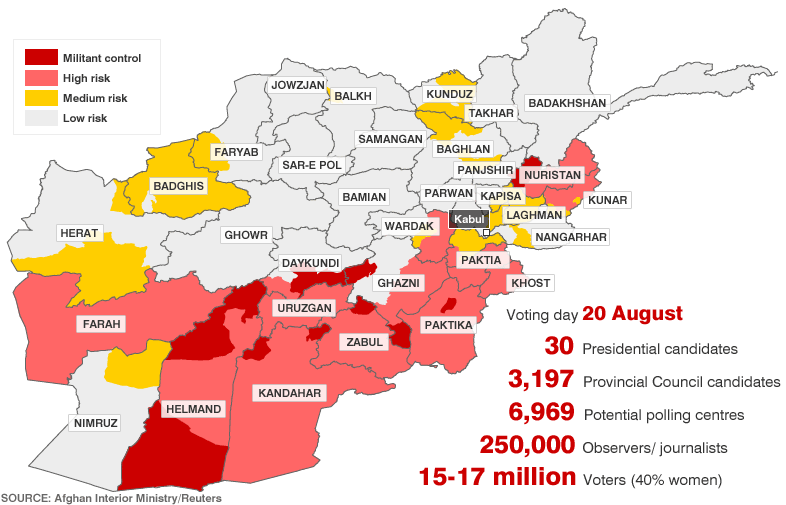 Militant control
High risk
Medium risk
Low risk
JOWZJAN
BALKH
KUNDUZ
TAKHAR
BADAKHSHAN
FARYAB
SAMANGAN
BAGHLAN
SAR-E POL
PANJSHIR
NURISTAN
BADGHIS
BAMIAN
PARWAN
KAPISA
KUNAR
Kabul
LAGHMAN
HERAT
GHOWR
WARDAK
NANGARHAR
DAYKUNDI
PAKTIA
GHAZNI
KHOST
URUZGAN
FARAH
PAKTIKA
ZABUL
KANDAHAR
HELMAND
NIMRUZ
Voting day 20 August
30 Presidential candidates
3,197 Provincial Council candidates
6,969 Potential polling centres
250,000 Observers/ journalists
15-17 million Voters (40% women)
SOURCE: Afghan Interior Ministry/Reuters